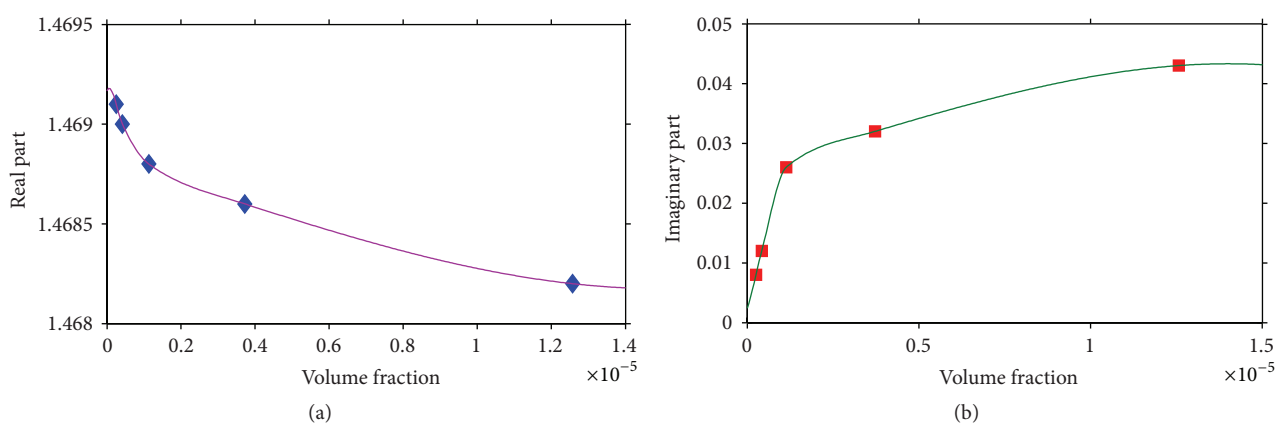 1.4695
1.469
1.4685
1.468
Real part
0 0.2 0.4 0.6 0.8 1 1.2 1.4
Volume fraction
×10⁻⁵
(a)
0.05
0.04
0.03
0.02
0.01
0
Imaginary part
0 0.5 1 1.5
Volume fraction
×10⁻⁵
(b)